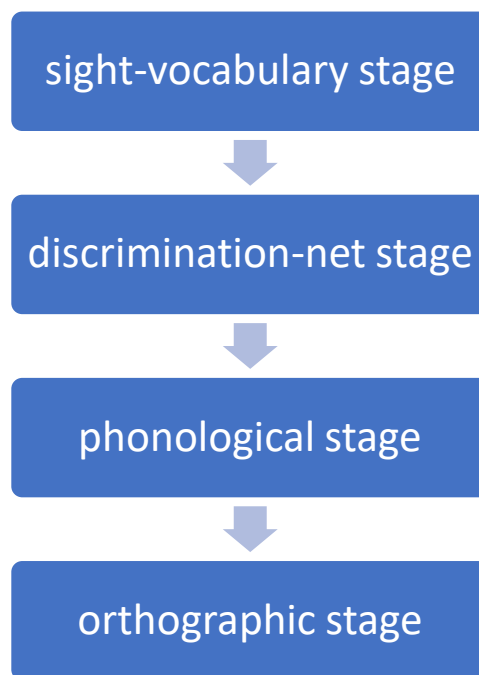 sight-vocabulary stage
discrimination-net stage
phonological stage
orthographic stage